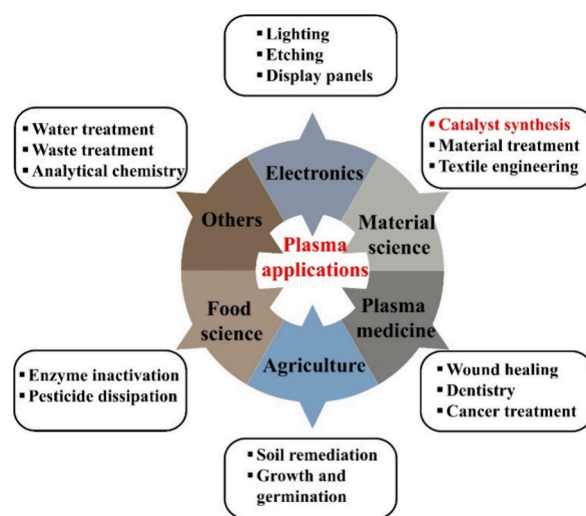 ▪ Lighting
▪ Etching
▪ Display panels
▪ Water treatment
▪ Waste treatment
▪ Analytical chemistry
▪ Catalyst synthesis
▪ Material treatment
▪ Textile engineering
Electronics
Others
Material
science
Plasma
applications
Food
science
Plasma
medicine
Agriculture
▪ Enzyme inactivation
▪ Pesticide dissipation
▪ Wound healing
▪ Dentistry
▪ Cancer treatment
▪ Soil remediation
▪ Growth and
germination